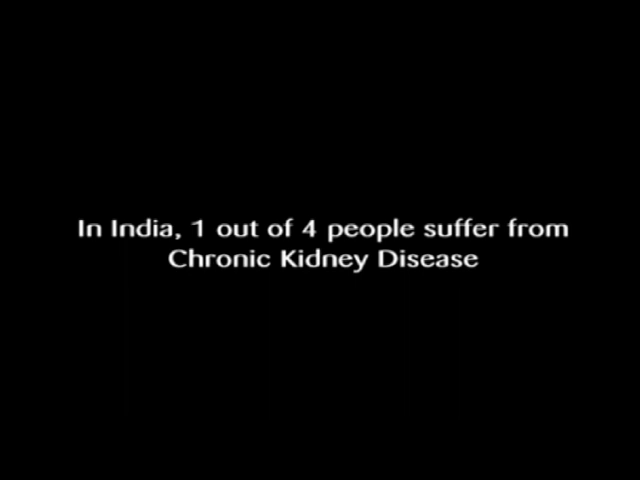 In India, 1 out of 4 people suffer from
Chronic Kidney Disease